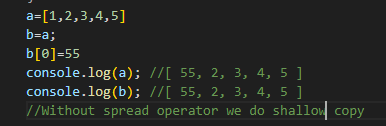 a=[1,2,3,4,5]
b=a;
b[0]=55
console.log(a); //[ 55, 2, 3, 4, 5 ]
console.log(b); //[ 55, 2, 3, 4, 5 ]
//Without spread operator we do shallow copy